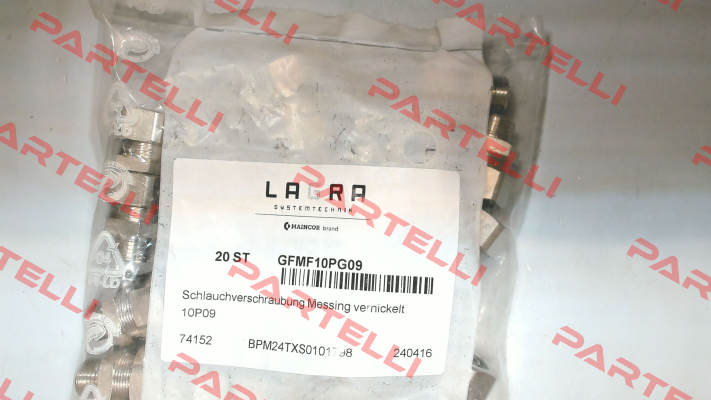 LAGRA
SYSTEMTECHNIK
MAINCOR brand
20 ST GFMF10PG09
Schlauchverschraubung Messing vernickelt
10P09
74152 240416
PARTELLI
PARTELLI
PARTELLI
PARTELLI
PARTELLI
PARTELLI
PARTELLI